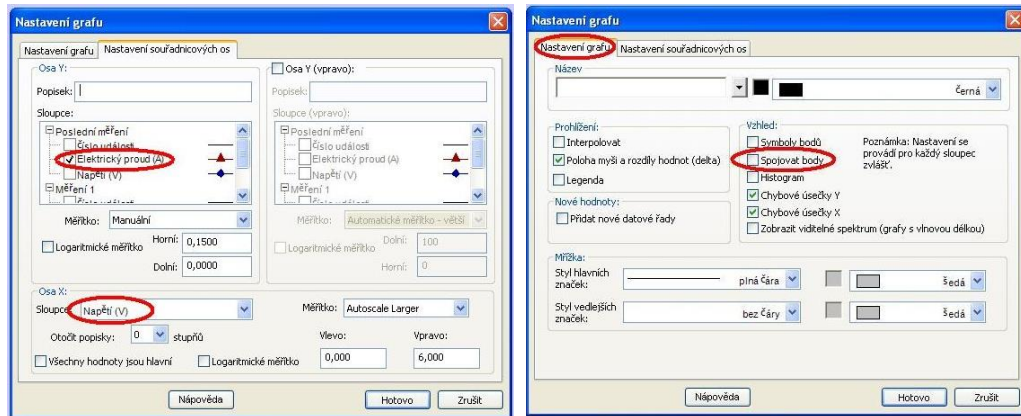 Nastavení grafu
Nastavení grafu Nastavení souřadnicových os
Osa Y:
Popisek:
Sloupce:
Poslední měření
Číslo události
Elektrický proud (A)
Napětí (V)
Měření 1
Měřítko: Manuální
Logaritmické měřítko
Horní: 0,1500
Dolní: 0,0000
Osa Y (vpravo):
Popisek:
Sloupce (vpravo):
Poslední měření
Číslo události
Elektrický proud (A)
Napětí (V)
Měření 1
Měřítko: Automatické měřítko - větší
Logaritmické měřítko
Dolní: 100
Horní: 0
Osa X:
Sloupce: Napětí (V)
Měřítko: Autoscale Larger
Otočit popisky: 0 stupňů
Vlevo: Vpravo:
Všechny hodnoty jsou hlavní Logaritmické měřítko 0,000 6,000
Nápověda Hotovo Zrušit
Nastavení grafu
Nastavení grafu Nastavení souřadnicových os
Název
černá
Prohlížení:
Interpolovat
Poloha myši a rozdíly hodnot (delta)
Legenda
Nové hodnoty:
Přidat nové datové řady
Vzhled:
Symboly bodů
Spojovat body
Histogram
Chybové úsečky Y
Chybové úsečky X
Zobrazit viditelné spektrum (grafy s vlnovou délkou)
Poznámka: Nastavení se
provádí pro každý sloupec
zvlášť.
Mřížka:
Styl hlavních
značek:
plná čára šedá
Styl vedlejších
značek:
bez čáry šedá
Nápověda Hotovo Zrušit